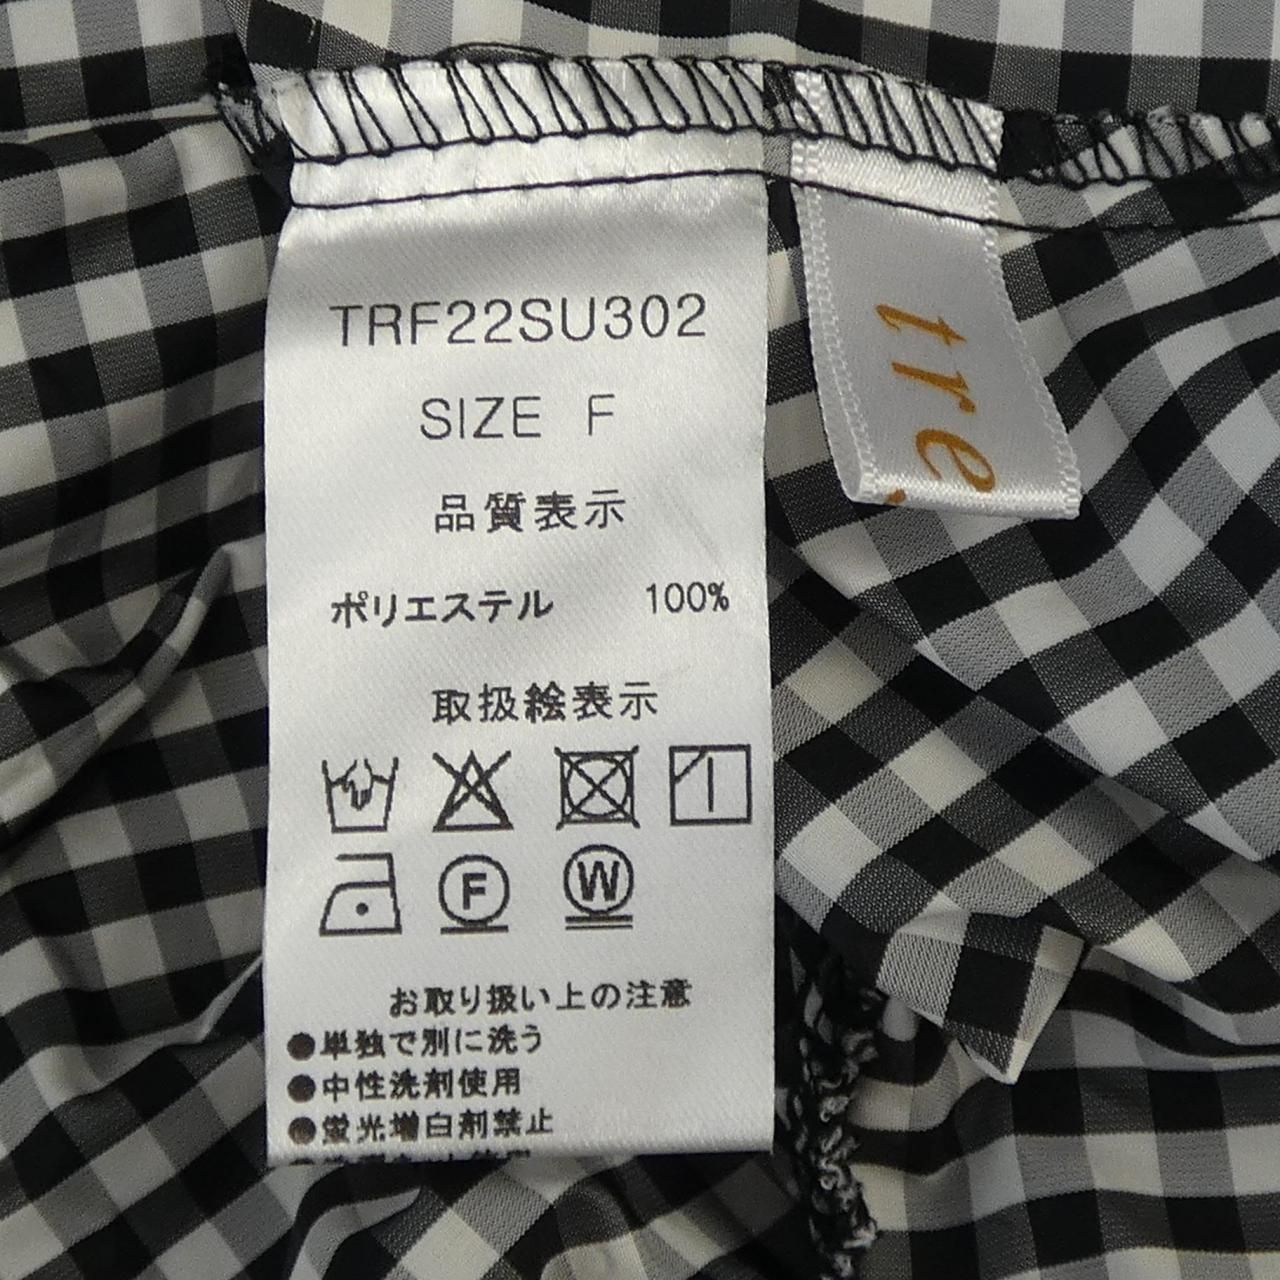 TRF22SU302
SIZE F
品質表示
ポリエステル 100%
取扱絵表示
F
W
お取り扱い上の注意
●単独で別に洗う
●中性洗剤使用
●蛍光増白剤禁止
tre